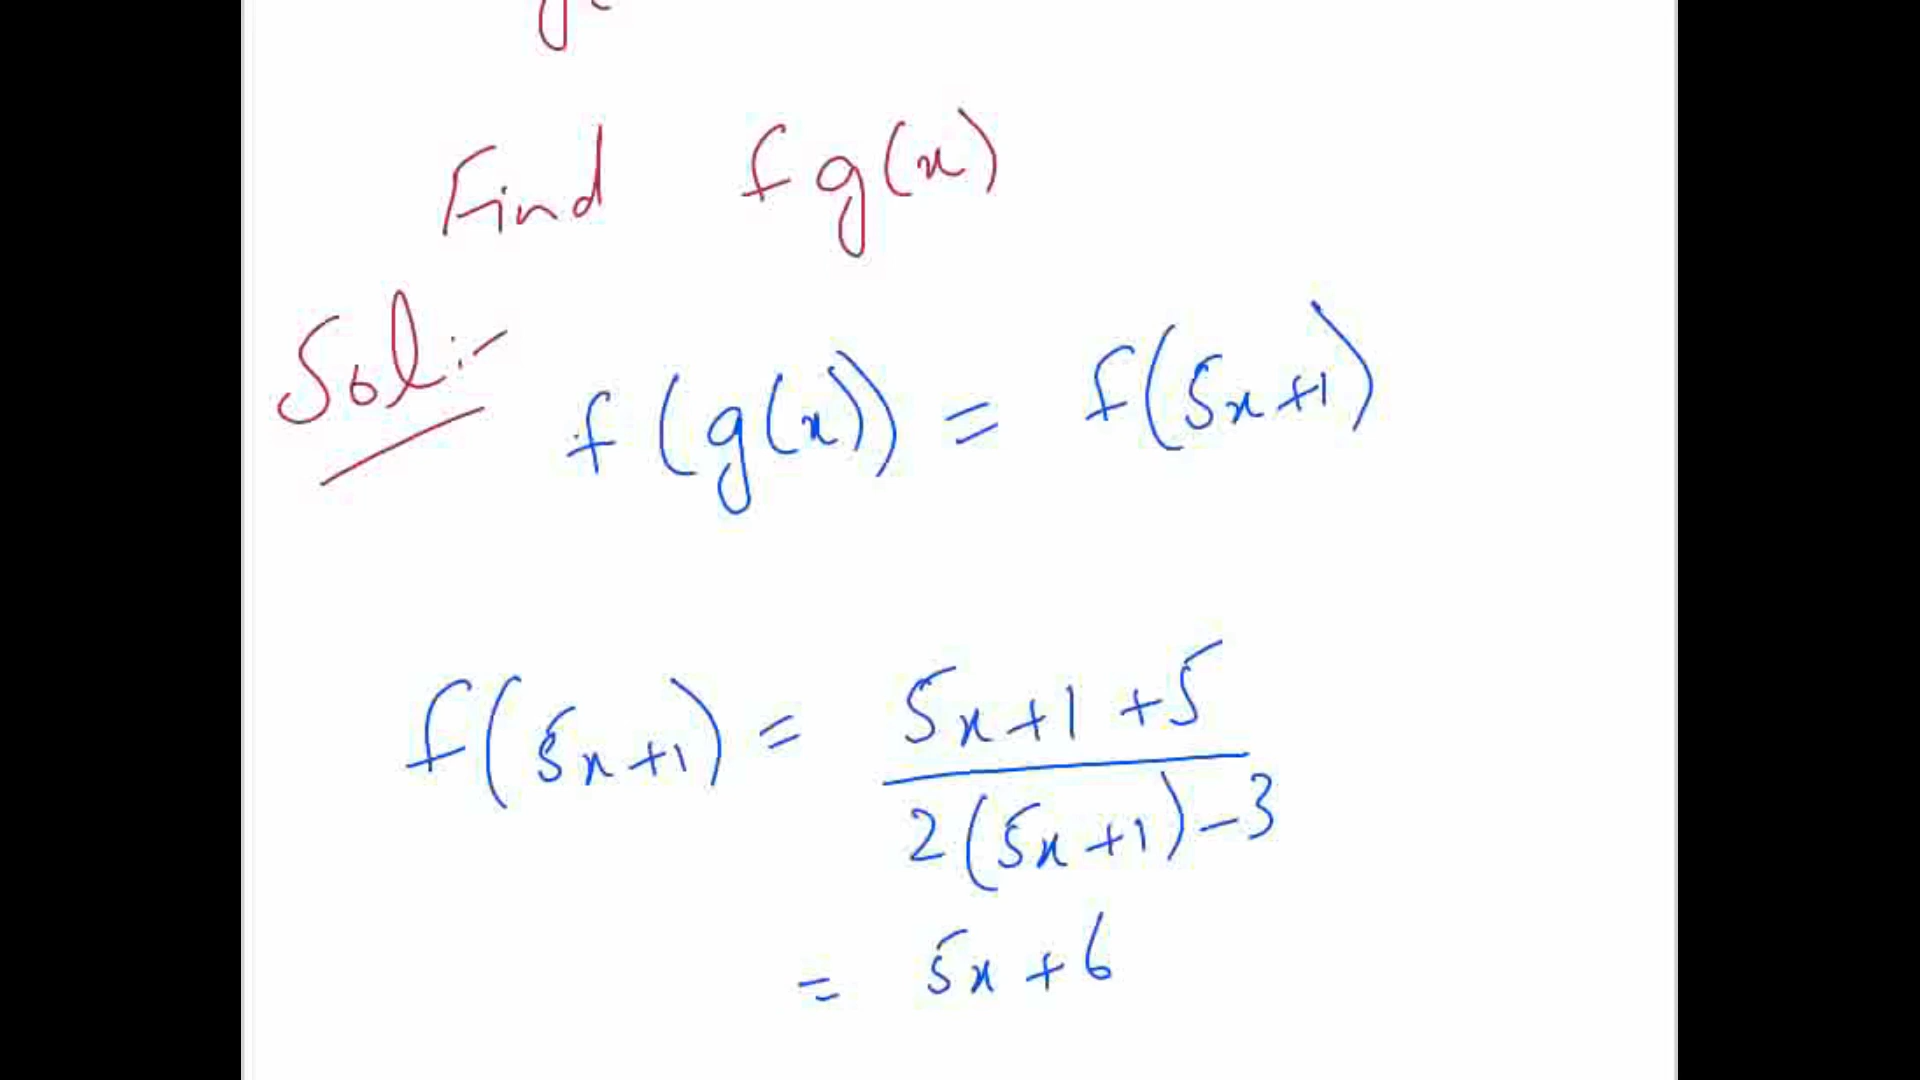 Find fg(x)
Sol:-
f(g(x)) = f(5x+1)
f(5x+1) = 5x+1+5
2(5x+1)-3
= 5x+6